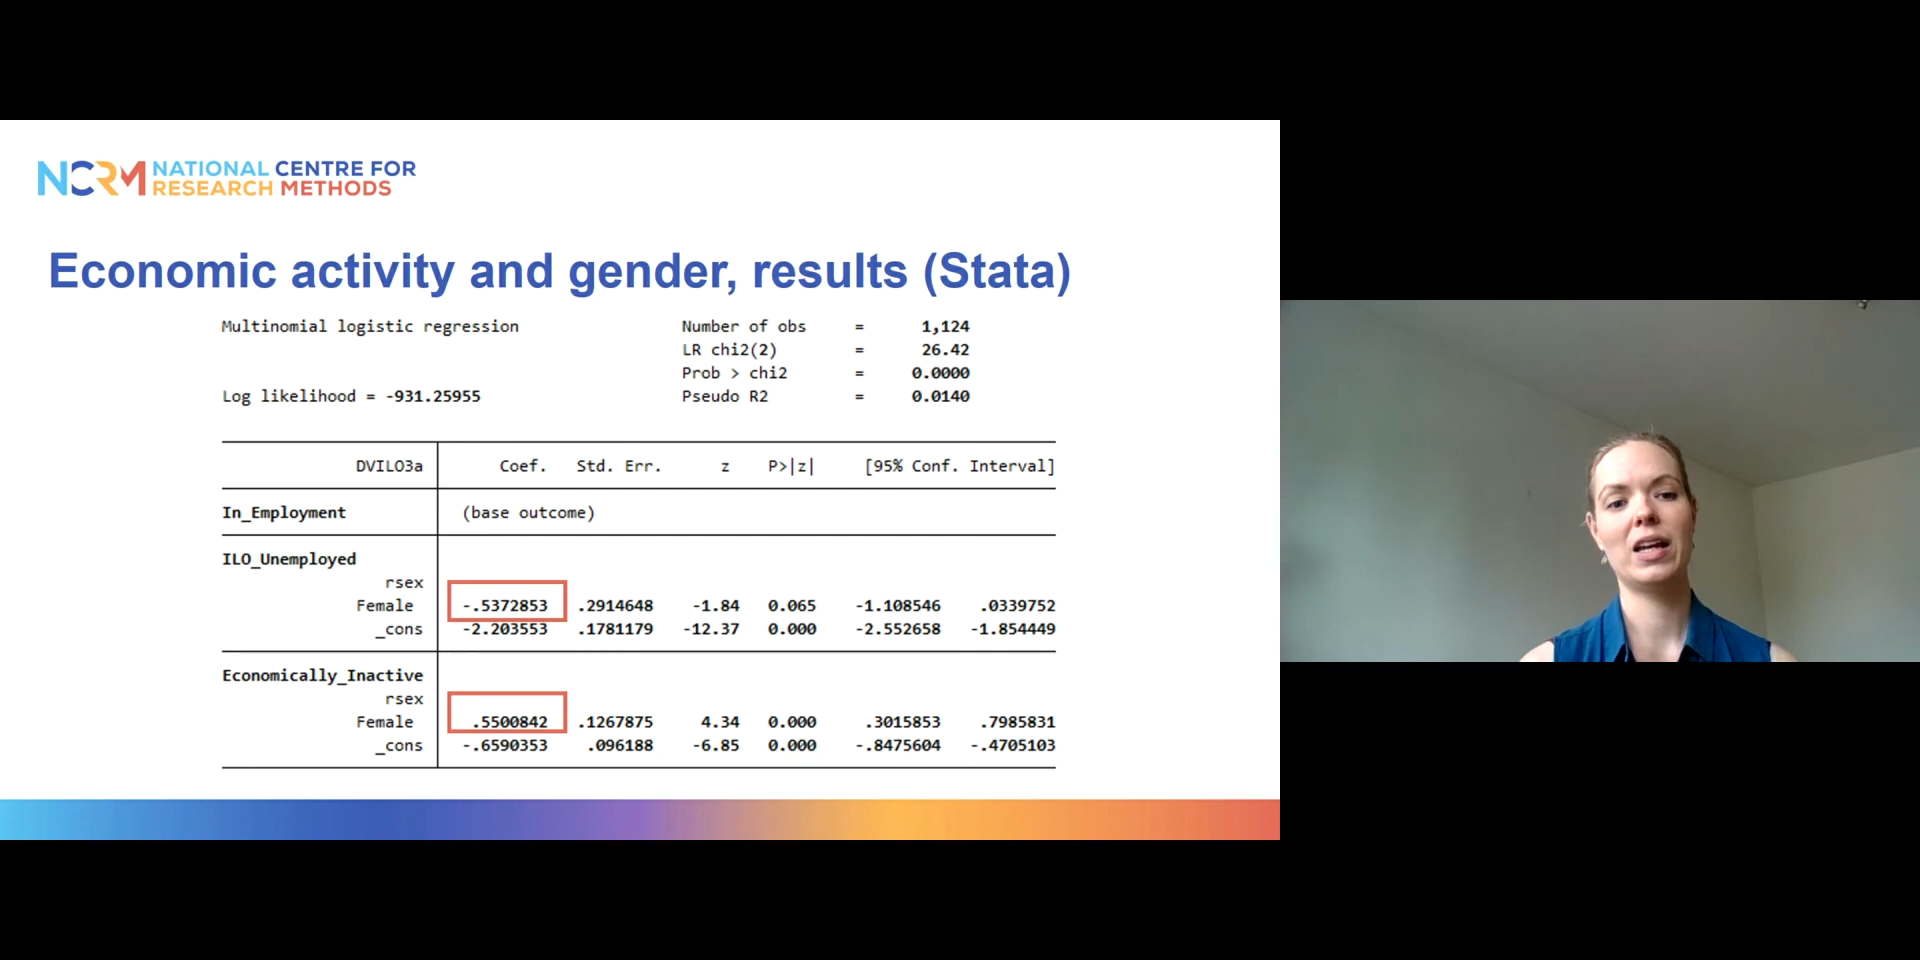 NCRM NATIONAL CENTRE FOR
RESEARCH METHODS
Economic activity and gender, results (Stata)
Multinomial logistic regression Number of obs = 1,124
LR chi2(2) = 26.42
Prob > chi2 = 0.0000
Log likelihood = -931.25955 Pseudo R2 = 0.0140
DVILO3a Coef. Std. Err. z P>|z| [95% Conf. Interval]
In_Employment (base outcome)
ILO_Unemployed
rsex
Female -.5372853 .2914648 -1.84 0.065 -1.108546 .0339752
_cons -2.203553 .1781179 -12.37 0.000 -2.552658 -1.854449
Economically_Inactive
rsex
Female .5500842 .1267875 4.34 0.000 .3015853 .7985831
_cons -.6590353 .096188 -6.85 0.000 -.8475604 -.4705103